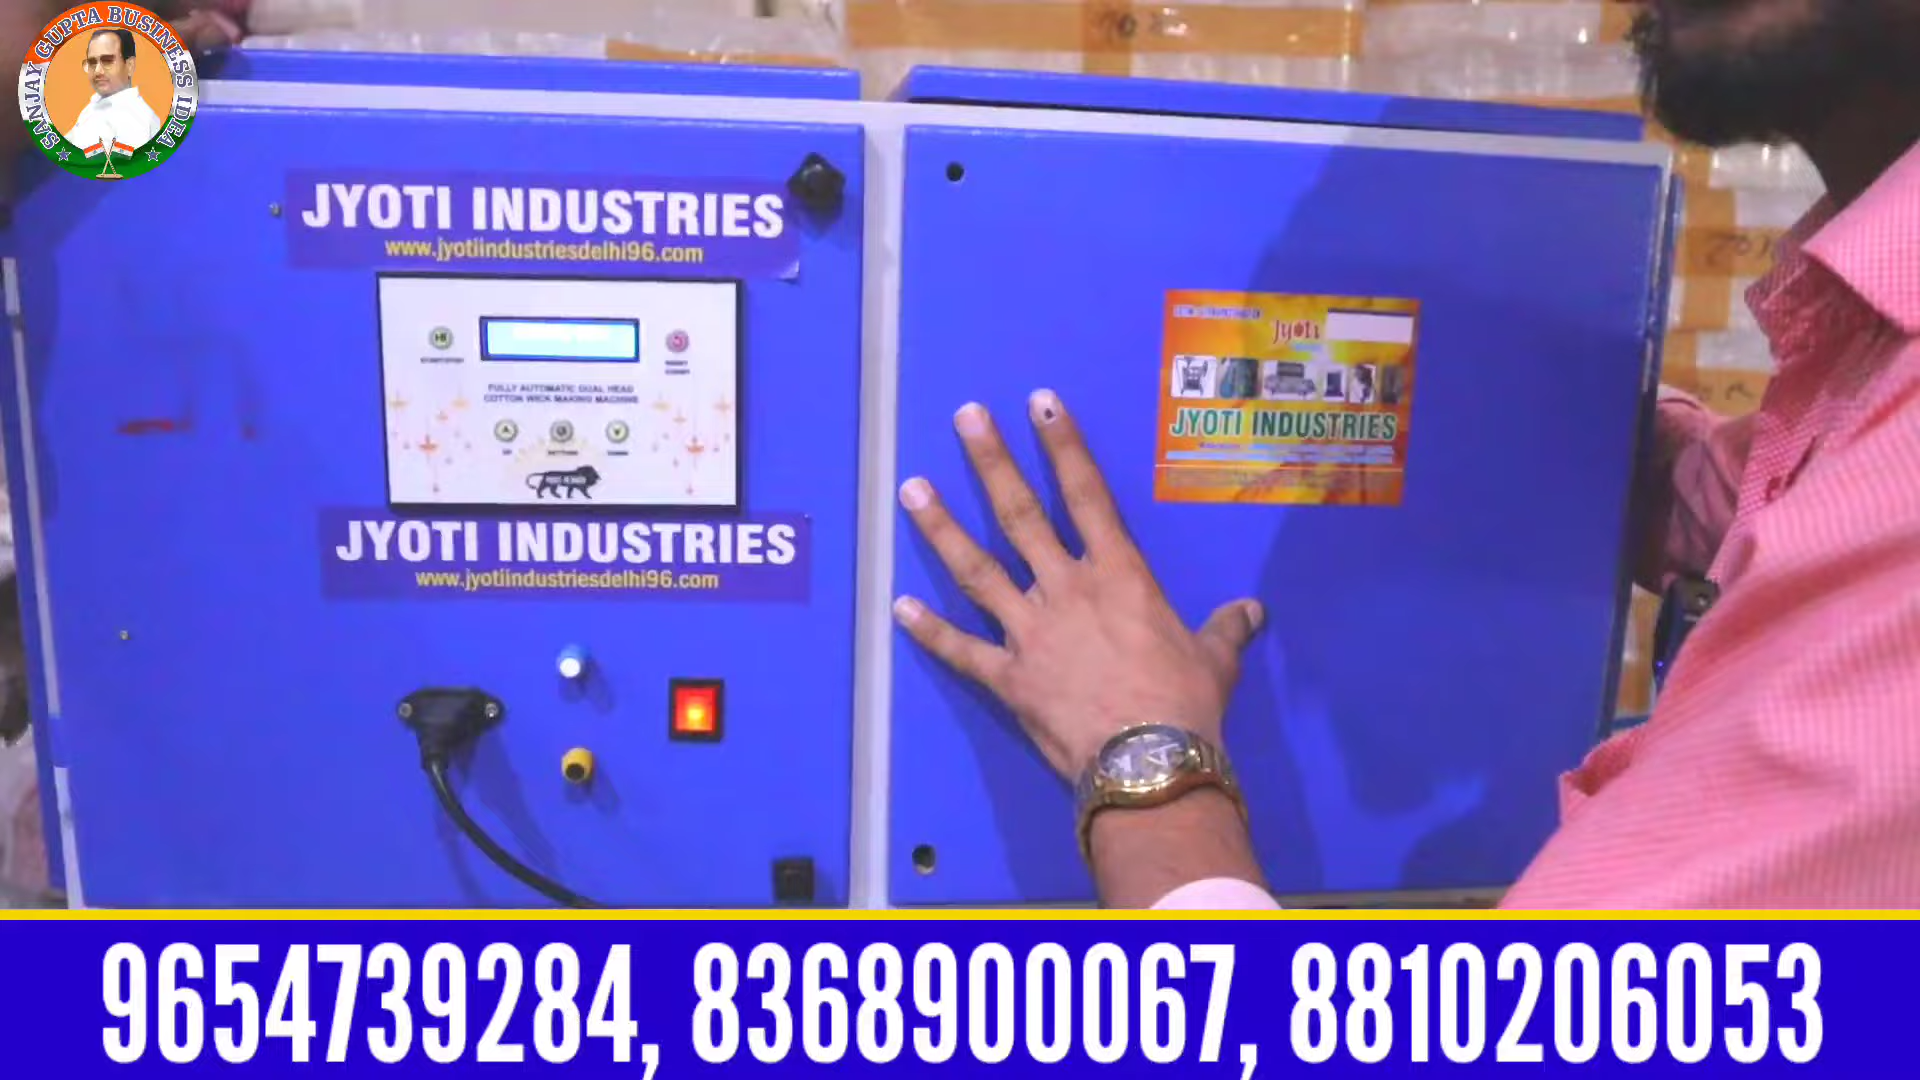 SANJAY GUPTA BUSINESS IDEA
JYOTI INDUSTRIES
www.jyotiindustriesdelhi96.com
FULLY AUTOMATIC DUAL HEAD
COTTON WICK MAKING MACHINE
JYOTI INDUSTRIES
www.jyotiindustriesdelhi96.com
Jyoti
JYOTI INDUSTRIES
9654739284, 8368900067, 8810206053